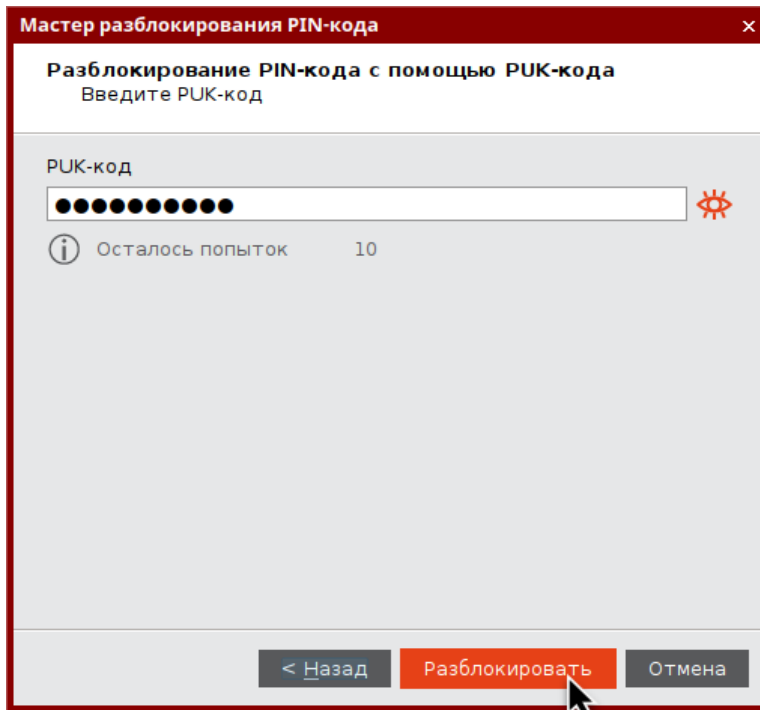 Мастер разблокирования PIN-кода
Разблокирование PIN-кода с помощью PUK-кода
Введите PUK-код
PUK-код
●●●●●●●●●●
Осталось попыток 10
< Назад Разблокировать Отмена